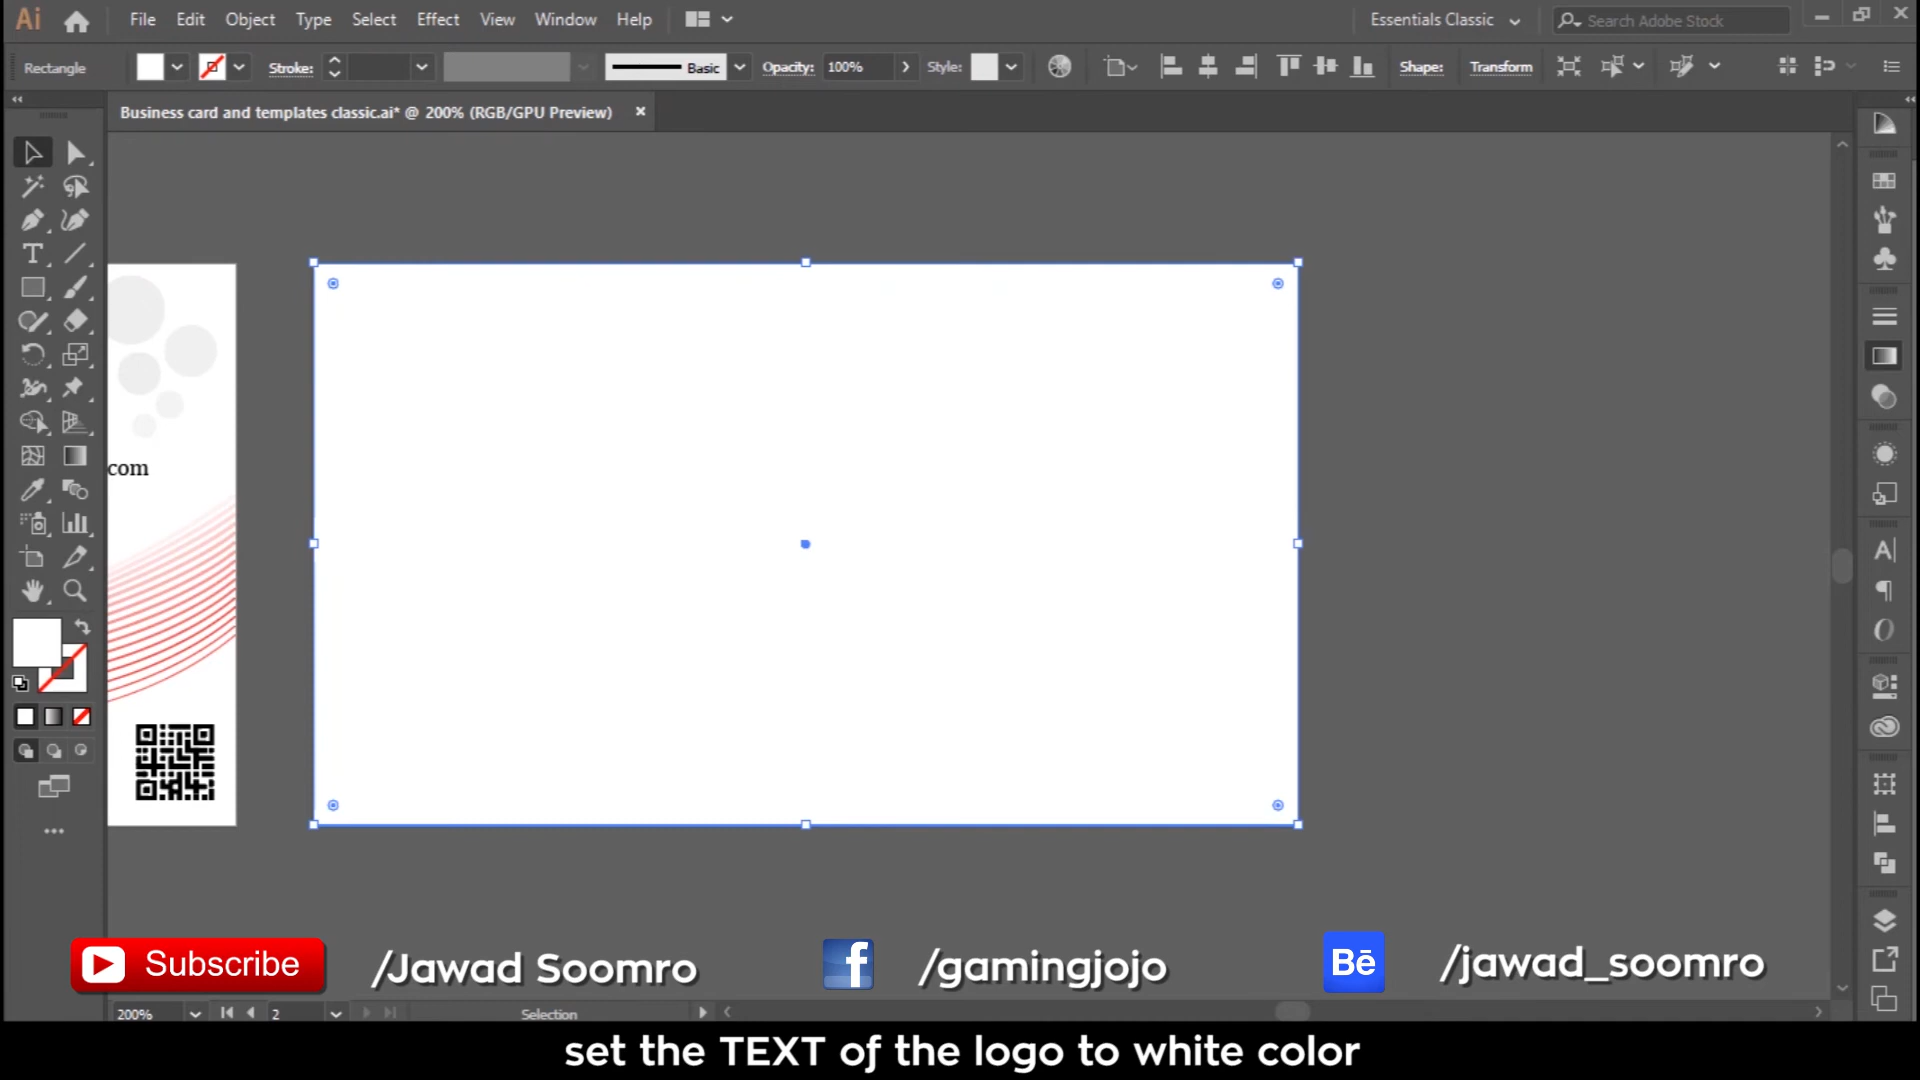 Ai File Edit Object Type Select Effect View Window Help Essentials Classic Search Adobe Stock
Rectangle Stroke: Basic Opacity: 100% Style: Shape: Transform
Business card and templates classic.ai* @ 200% (RGB/GPU Preview)
com
Subscribe /Jawad Soomro f /gamingjojo Bē /jawad_soomro
200% 2 Selection
set the TEXT of the logo to white color